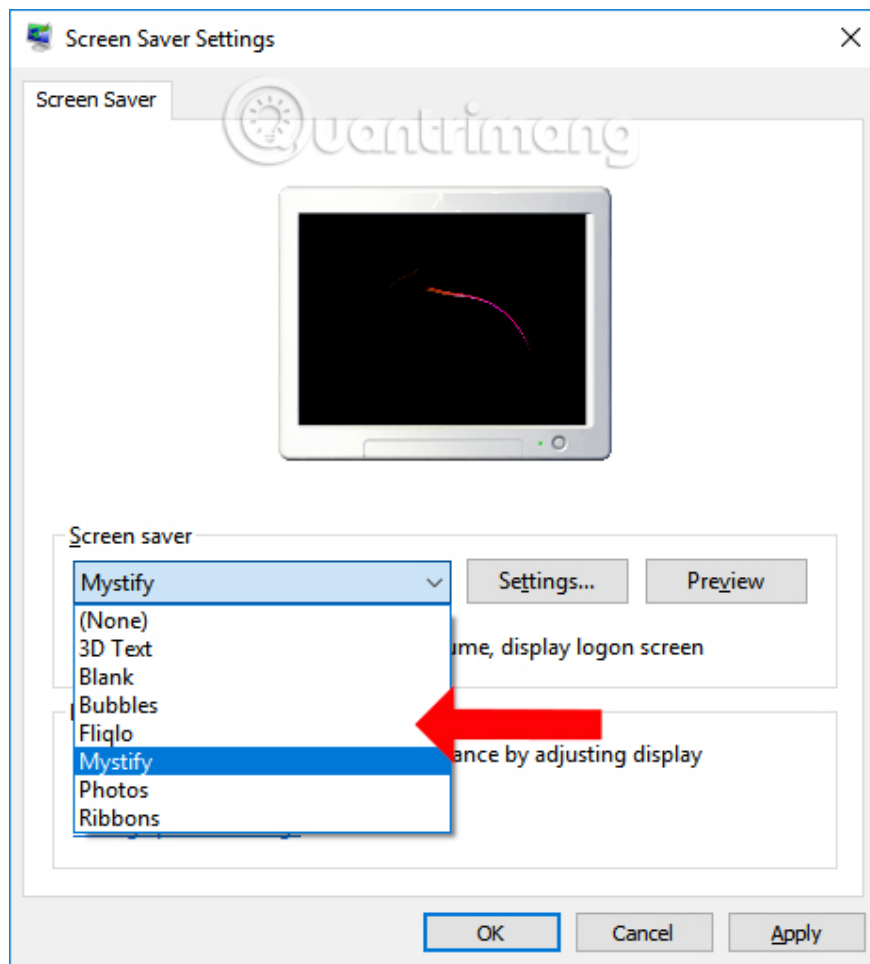 Screen Saver Settings
Screen Saver
Quantrimang
Screen saver
Mystify
Settings...
Preview
(None)
3D Text
Blank
Bubbles
Fliqlo
Mystify
Photos
Ribbons
ume, display logon screen
ance by adjusting display
OK
Cancel
Apply